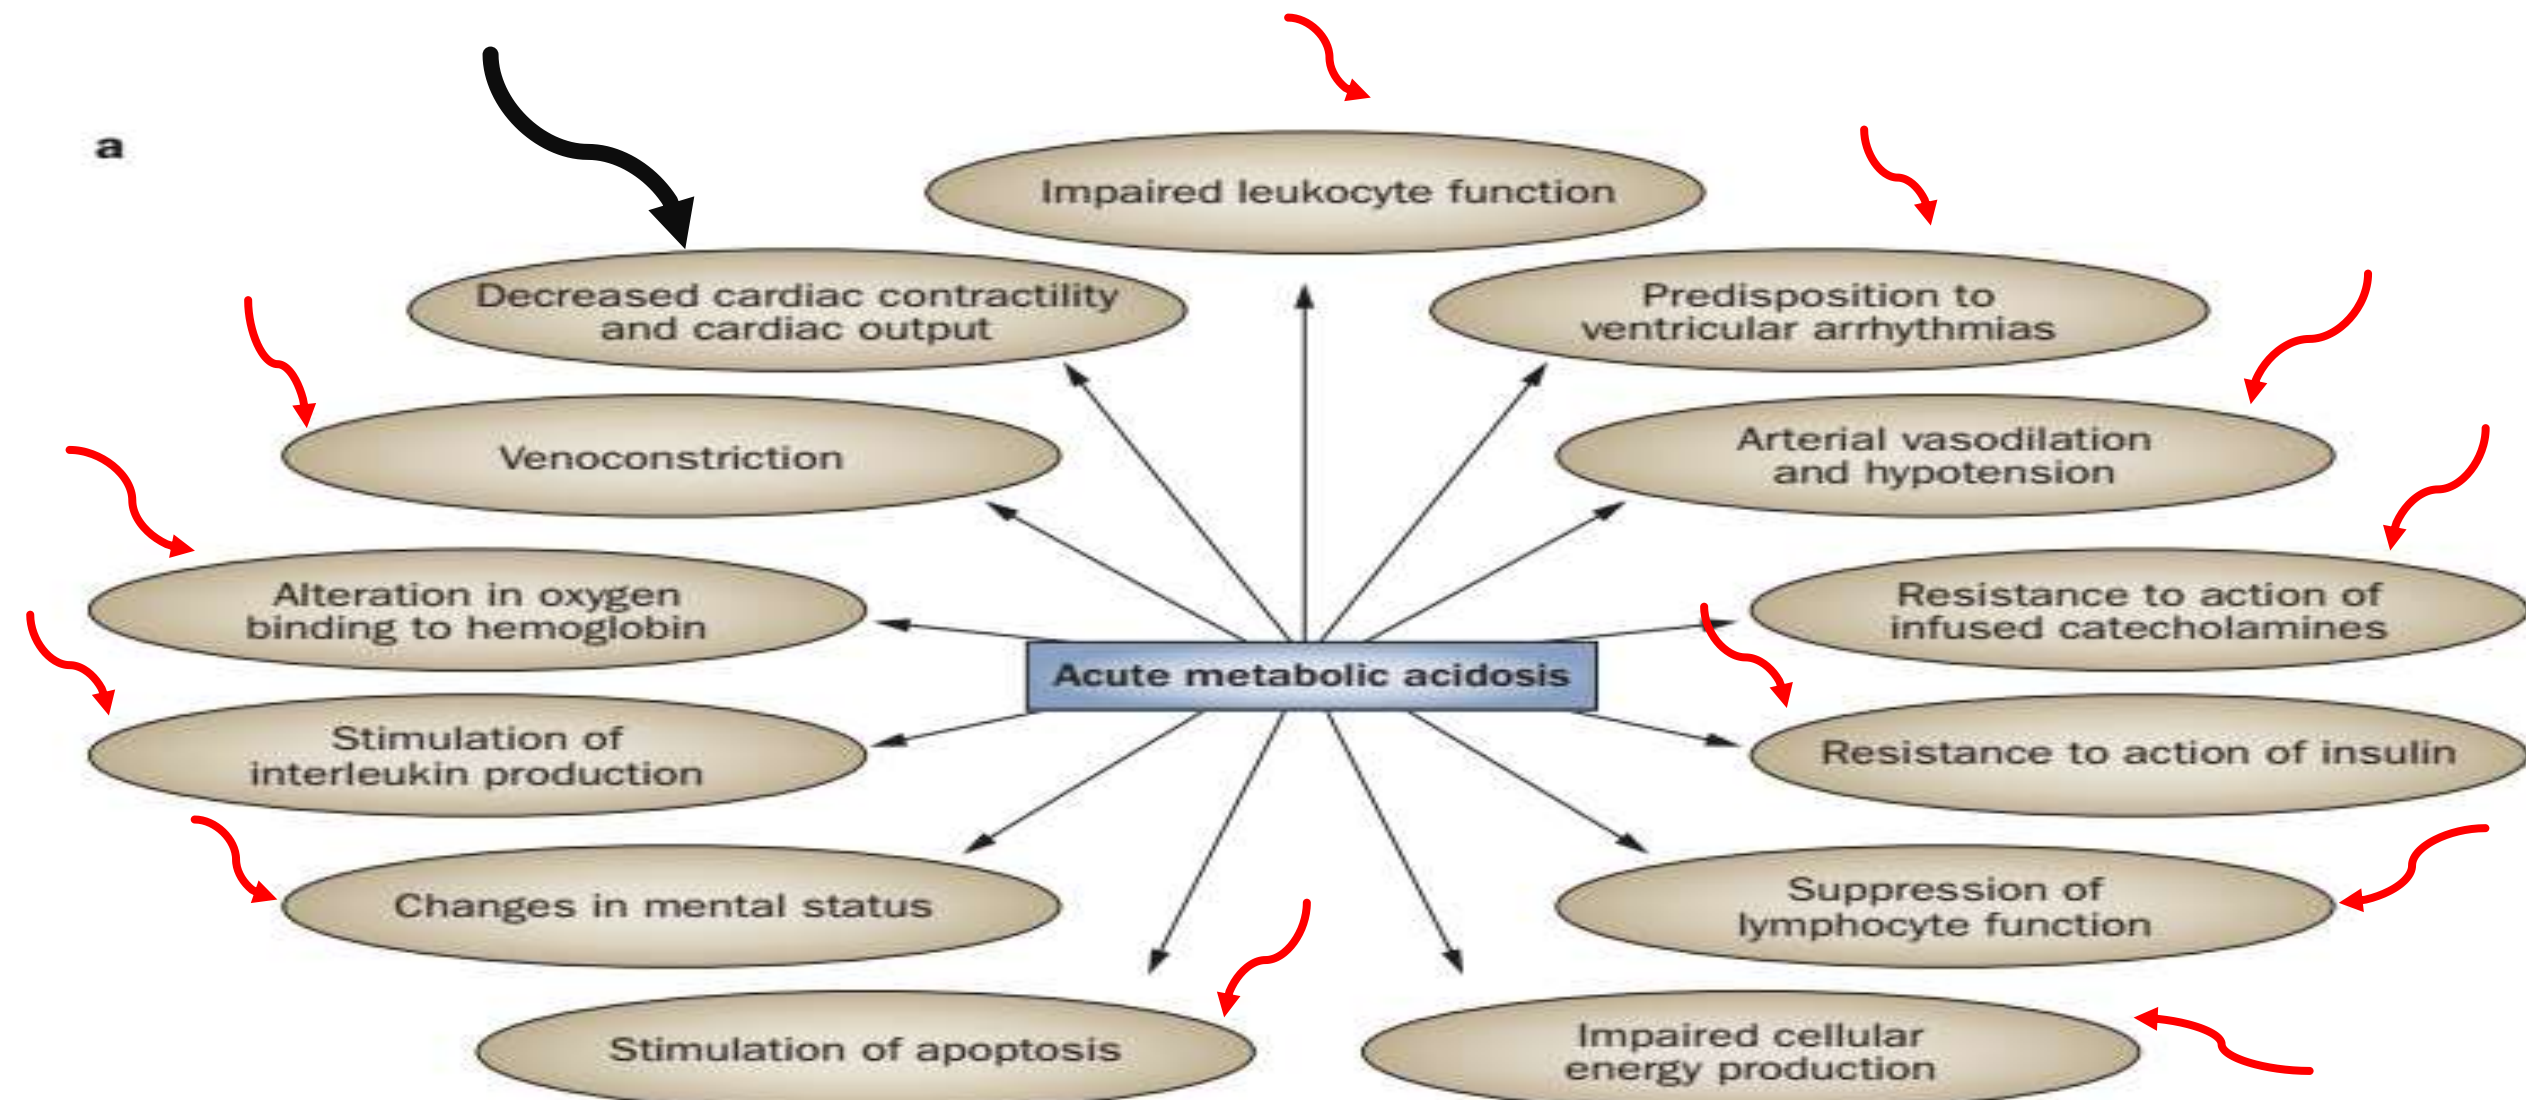 a
Impaired leukocyte function
Decreased cardiac contractility
and cardiac output
Predisposition to
ventricular arrhythmias
Venoconstriction
Arterial vasodilation
and hypotension
Alteration in oxygen
binding to hemoglobin
Resistance to action of
infused catecholamines
Acute metabolic acidosis
Stimulation of
interleukin production
Resistance to action of insulin
Changes in mental status
Suppression of
lymphocyte function
Stimulation of apoptosis
Impaired cellular
energy production